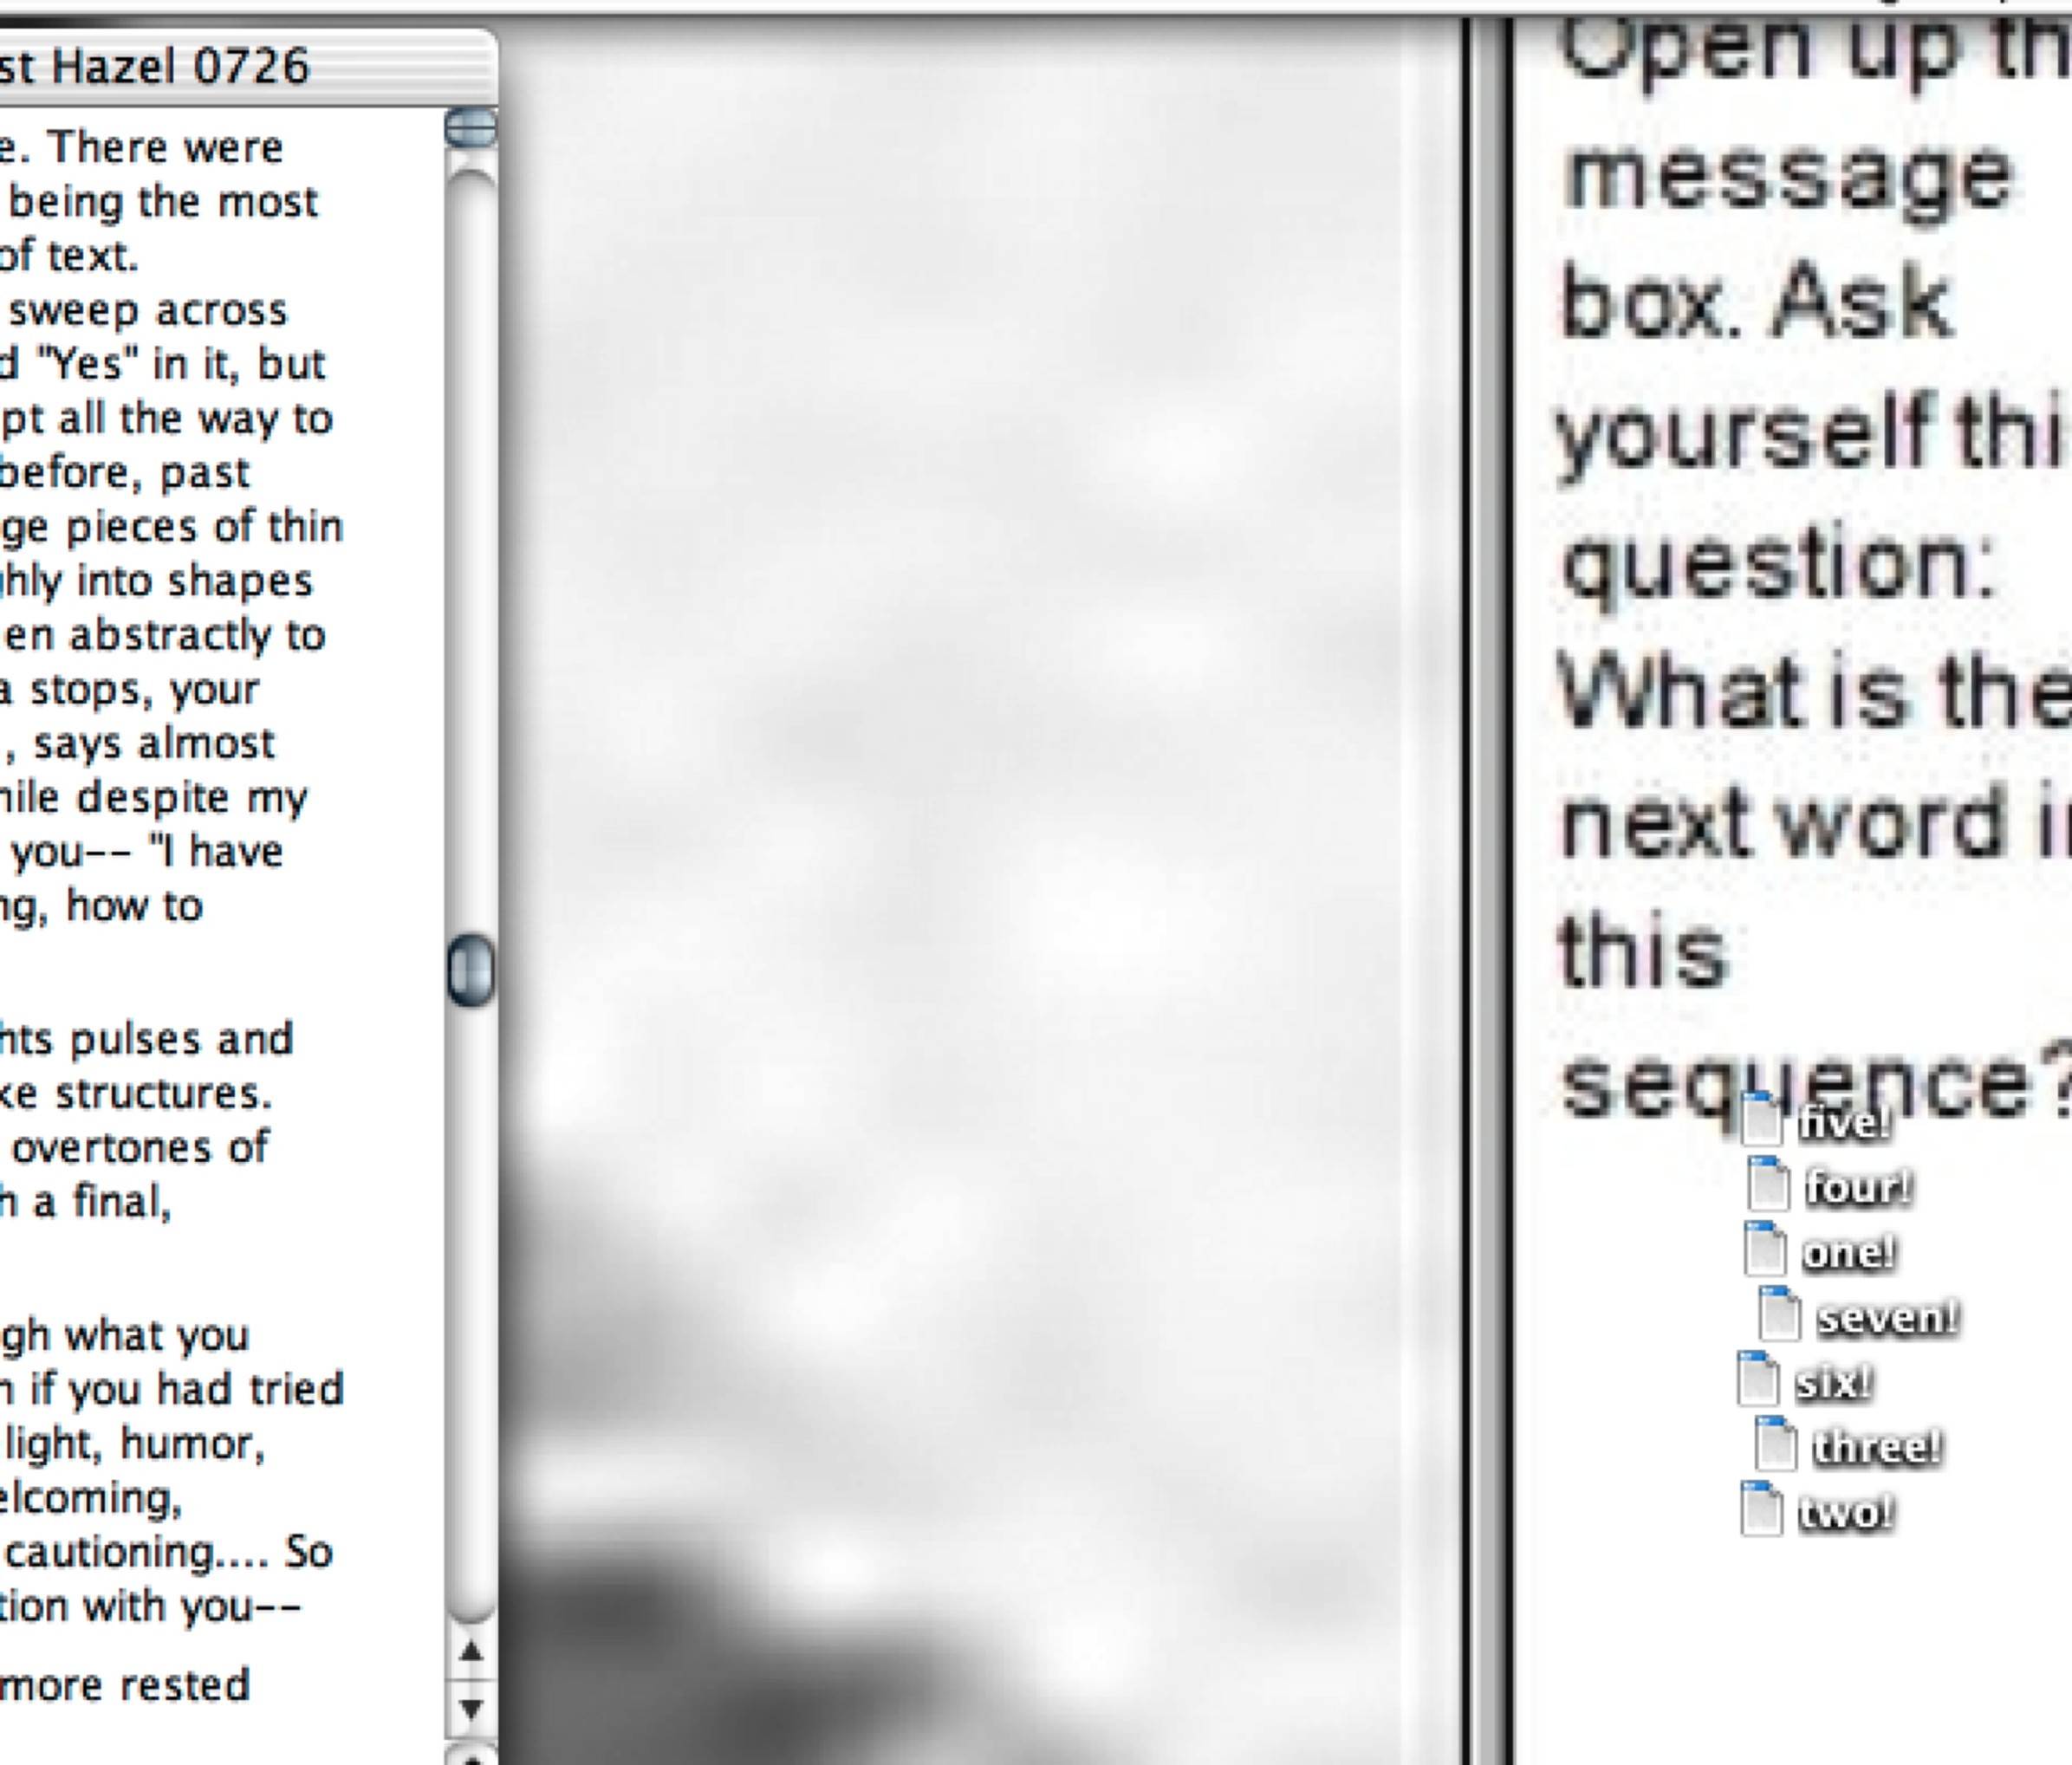 st Hazel 0726
e. There were
being the most
of text.
sweep across
d "Yes" in it, but
pt all the way to
before, past
ge pieces of thin
ghly into shapes
en abstractly to
a stops, your
, says almost
hile despite my
you-- "I have
ng, how to
hts pulses and
ke structures.
overtones of
h a final,
gh what you
n if you had tried
light, humor,
elcoming,
cautioning.... So
tion with you--
more rested
Open up th
message
box. Ask
yourself thi
question:
What is the
next word in
this
sequence?
five!
four!
one!
seven!
six!
three!
two!